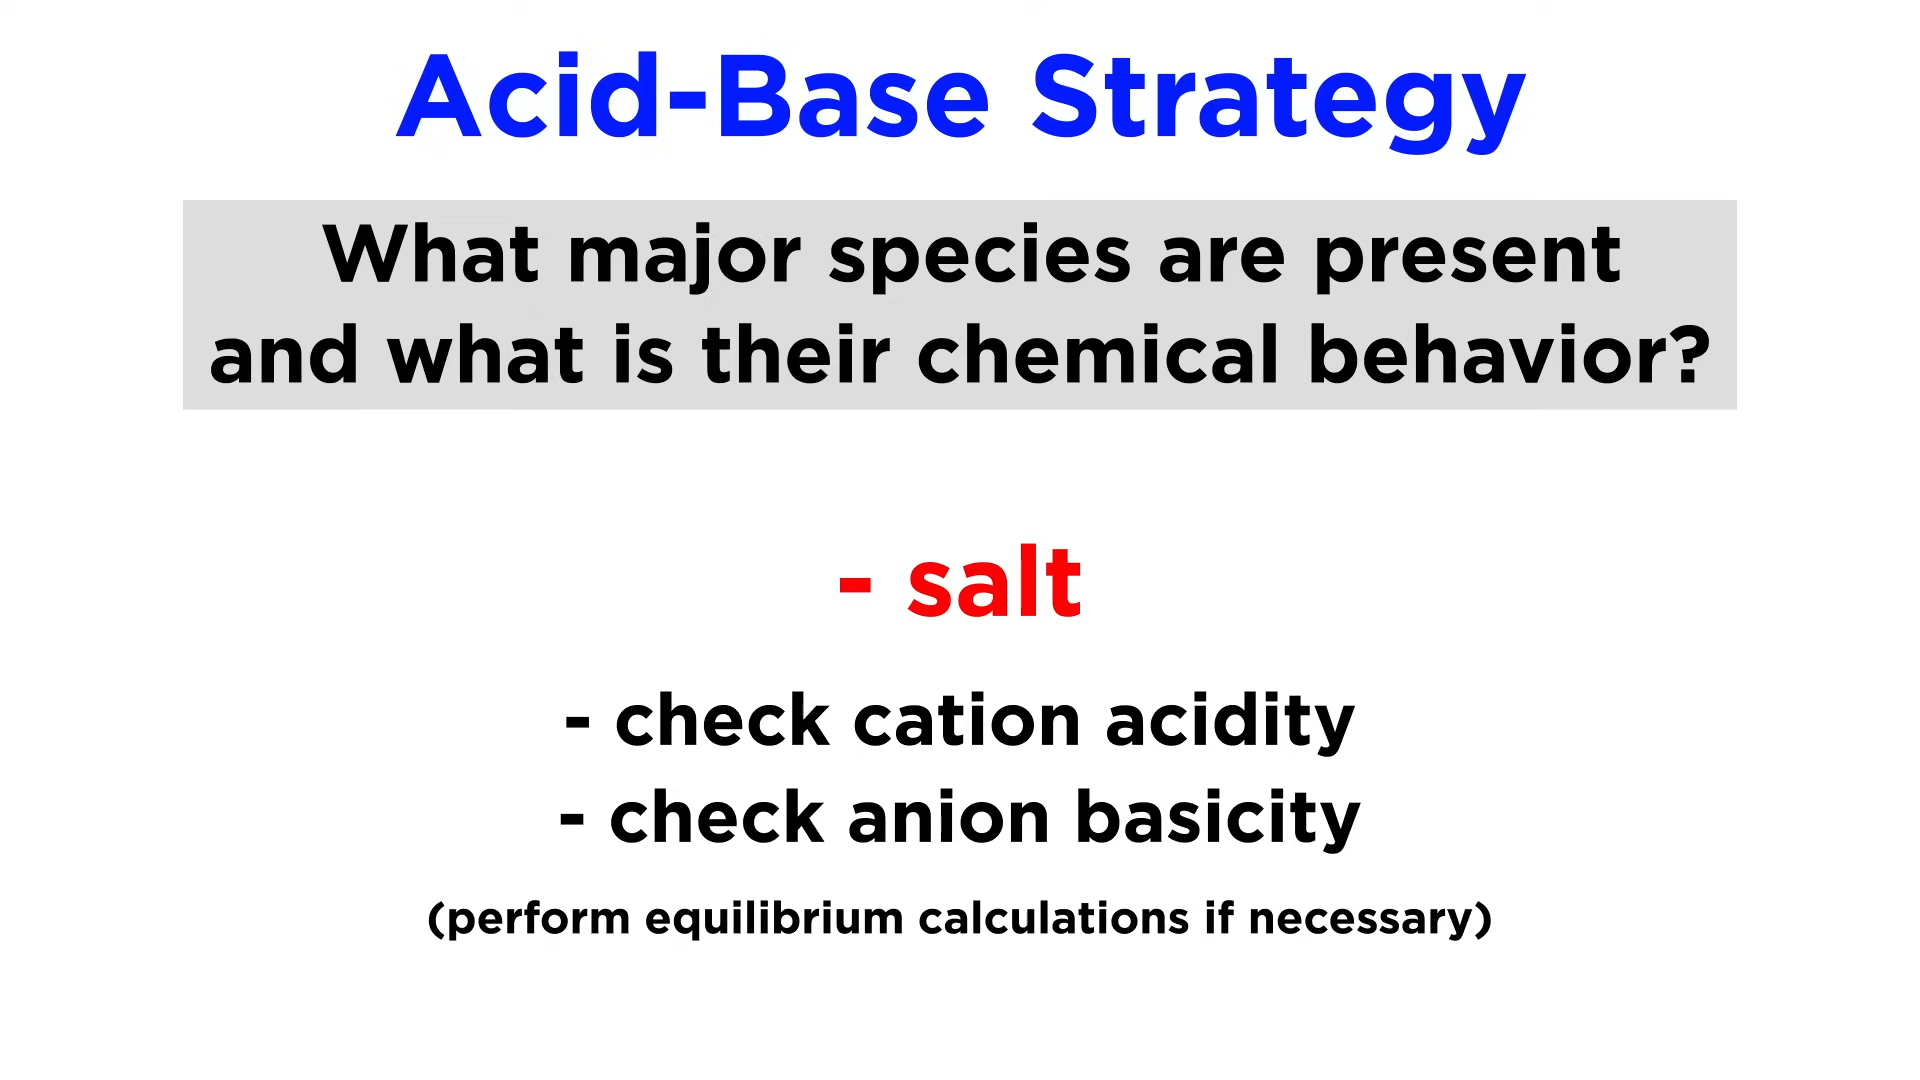 Acid-Base Strategy
What major species are present
and what is their chemical behavior?
- salt
- check cation acidity
- check anion basicity
(perform equilibrium calculations if necessary)